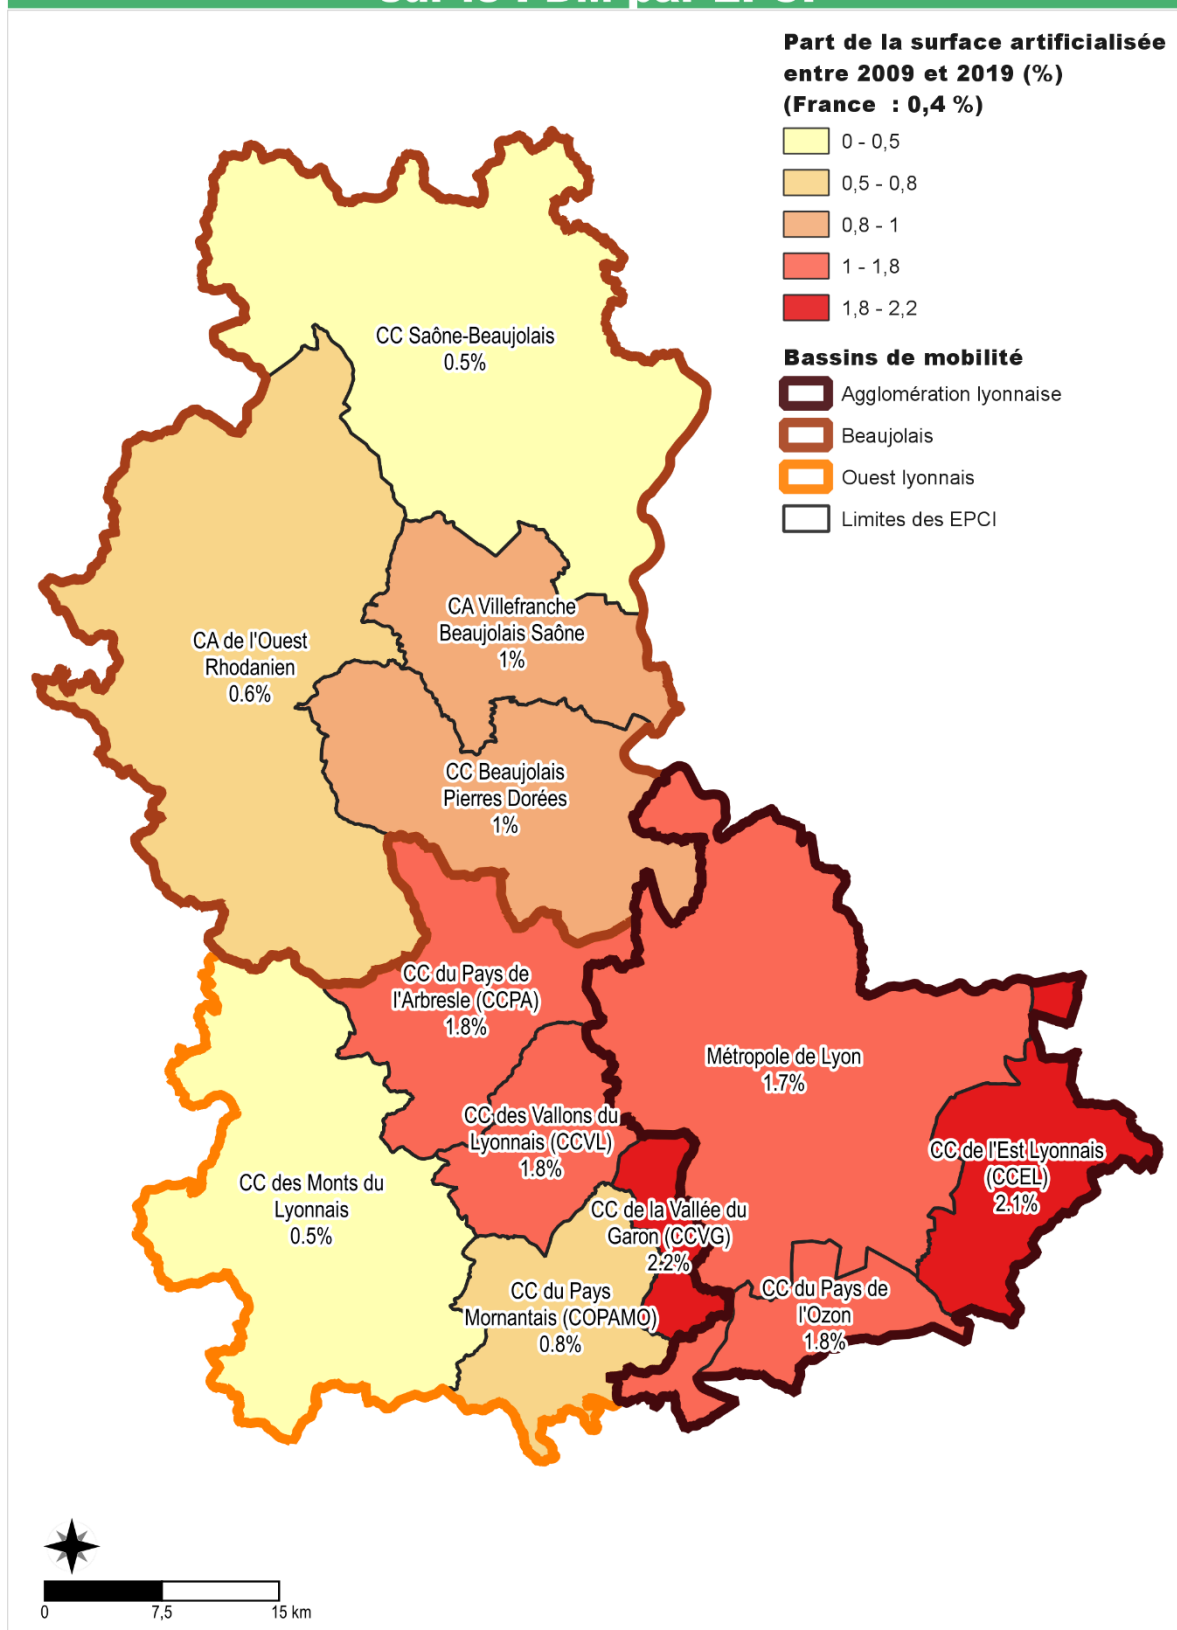 Part de la surface artificialisée
entre 2009 et 2019 (%)
(France : 0,4 %)
0 - 0,5
0,5 - 0,8
0,8 - 1
1 - 1,8
1,8 - 2,2
Bassins de mobilité
Agglomération lyonnaise
Beaujolais
Ouest lyonnais
Limites des EPCI
CC Saône-Beaujolais
0.5%
CA Villefranche
Beaujolais Saône
1%
CA de l'Ouest
Rhodanien
0.6%
CC Beaujolais
Pierres Dorées
1%
CC du Pays de
l'Arbresle (CCPA)
1.8%
Métropole de Lyon
1.7%
CC des Vallons du
Lyonnais (CCVL)
1.8%
CC de l'Est Lyonnais
(CCEL)
2.1%
CC des Monts du
Lyonnais
0.5%
CC de la Vallée du
Garon (CCVG)
2.2%
CC du Pays
Mornantais (COPAMO)
0.8%
CC du Pays de
l'Ozon
1.8%
0 7,5 15 km